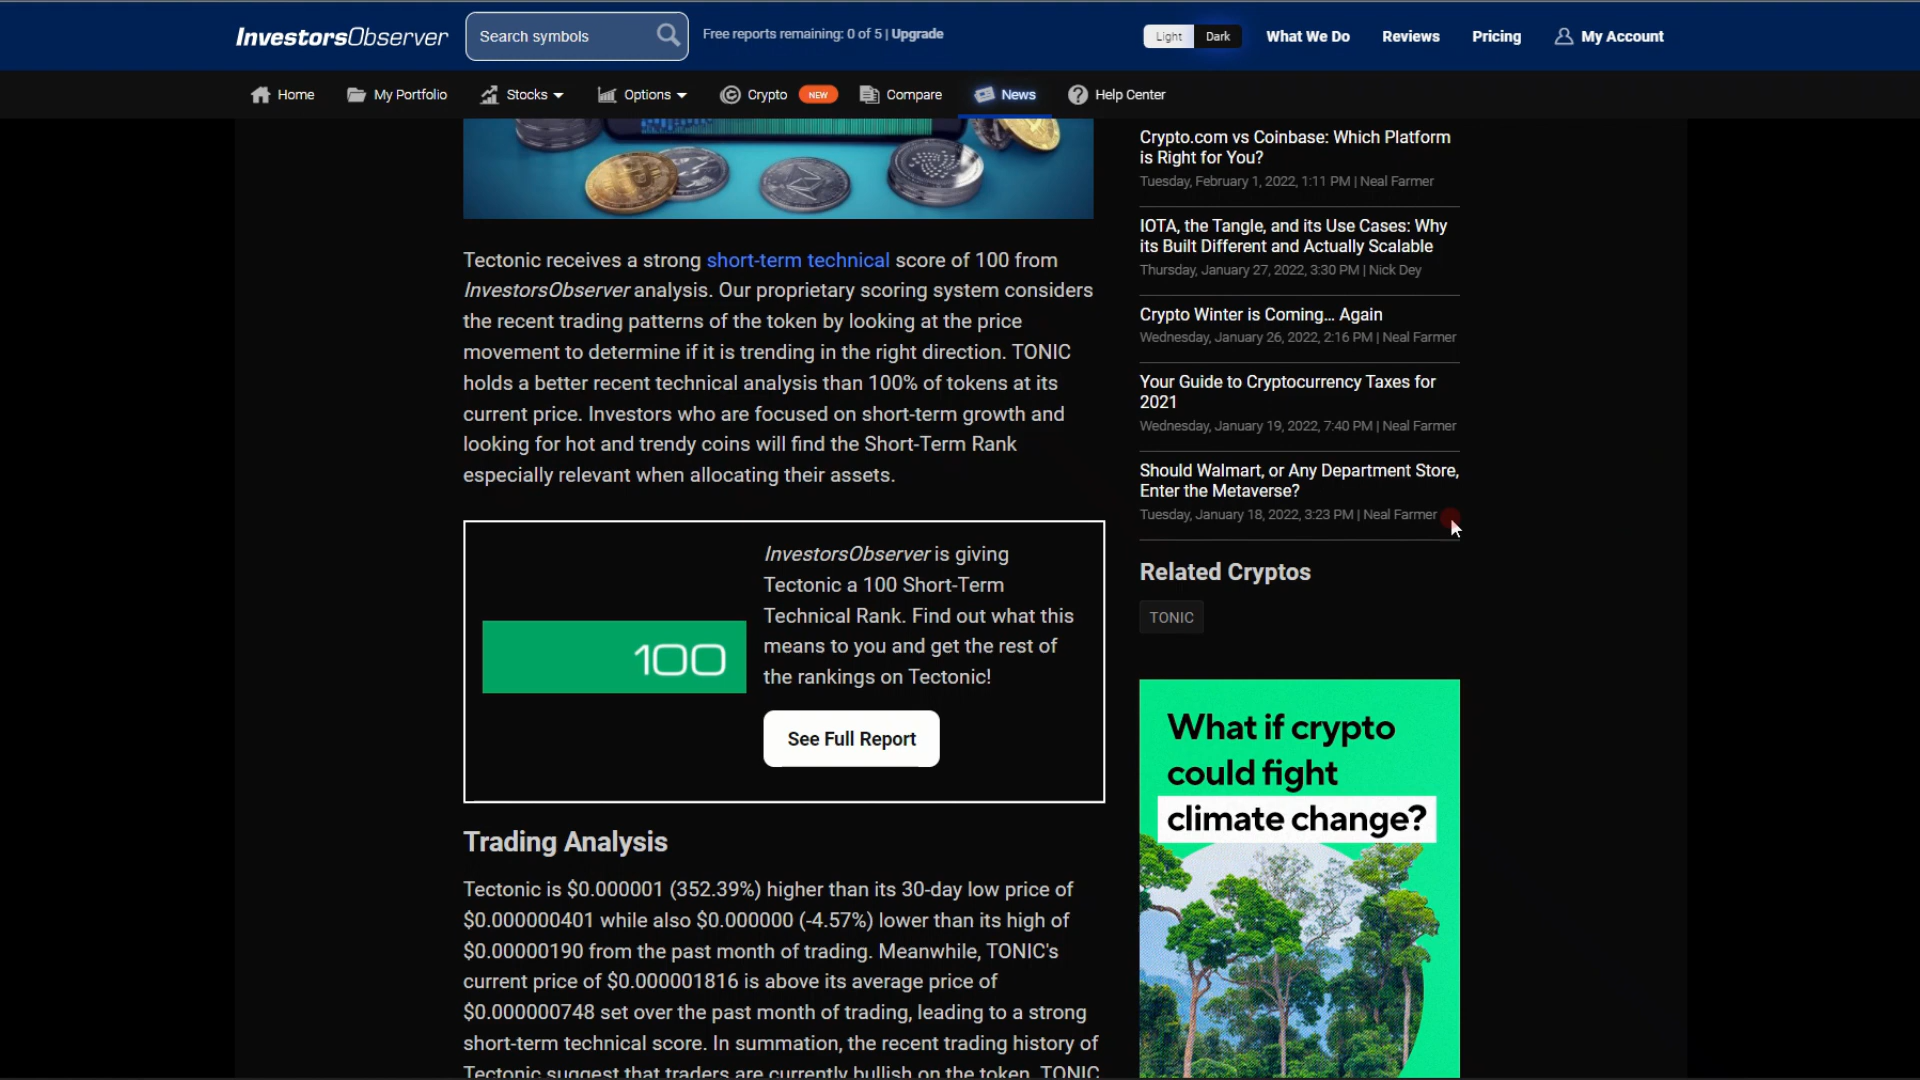 InvestorsObserver
Search symbols
Free reports remaining: 0 of 5 | Upgrade
Light Dark
What We Do
Reviews
Pricing
My Account
Home
My Portfolio
Stocks
Options
Crypto NEW
Compare
News
Help Center
Tectonic receives a strong short-term technical score of 100 from
InvestorsObserver analysis. Our proprietary scoring system considers
the recent trading patterns of the token by looking at the price
movement to determine if it is trending in the right direction. TONIC
holds a better recent technical analysis than 100% of tokens at its
current price. Investors who are focused on short-term growth and
looking for hot and trendy coins will find the Short-Term Rank
especially relevant when allocating their assets.
100
InvestorsObserver is giving
Tectonic a 100 Short-Term
Technical Rank. Find out what this
means to you and get the rest of
the rankings on Tectonic!
See Full Report
Trading Analysis
Tectonic is $0.000001 (352.39%) higher than its 30-day low price of
$0.000000401 while also $0.000000 (-4.57%) lower than its high of
$0.00000190 from the past month of trading. Meanwhile, TONIC's
current price of $0.000001816 is above its average price of
$0.000000748 set over the past month of trading, leading to a strong
short-term technical score. In summation, the recent trading history of
Tectonic suggest that traders are currently bullish on the token. TONIC
Crypto.com vs Coinbase: Which Platform
is Right for You?
Tuesday, February 1, 2022, 1:11 PM | Neal Farmer
IOTA, the Tangle, and its Use Cases: Why
its Built Different and Actually Scalable
Thursday, January 27, 2022, 3:30 PM | Nick Dey
Crypto Winter is Coming... Again
Wednesday, January 26, 2022, 2:16 PM | Neal Farmer
Your Guide to Cryptocurrency Taxes for
2021
Wednesday, January 19, 2022, 7:40 PM | Neal Farmer
Should Walmart, or Any Department Store,
Enter the Metaverse?
Tuesday, January 18, 2022, 3:23 PM | Neal Farmer
Related Cryptos
TONIC
What if crypto
could fight
climate change?